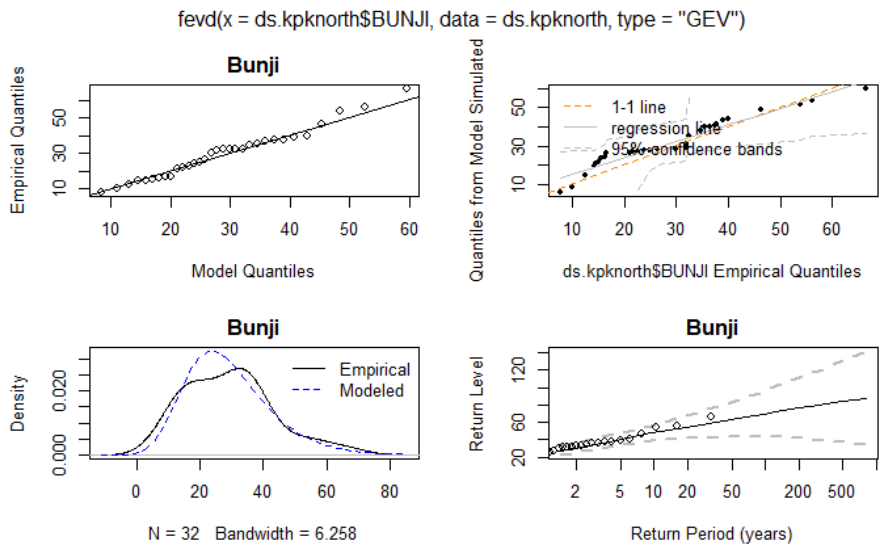 fevd(x = ds.kpknorth$BUNJI, data = ds.kpknorth, type = "GEV")
Bunji
Empirical Quantiles
10 30 50
10 20 30 40 50 60
Model Quantiles
Quantiles from Model Simulated
10 30 50
1-1 line
regression line
95% confidence bands
10 20 30 40 50 60
ds.kpknorth$BUNJI Empirical Quantiles
Bunji
Density
0.000 0.020
Empirical
Modeled
0 20 40 60 80
N = 32 Bandwidth = 6.258
Bunji
Return Level
20 60 120
2 5 10 20 50 200 500
Return Period (years)